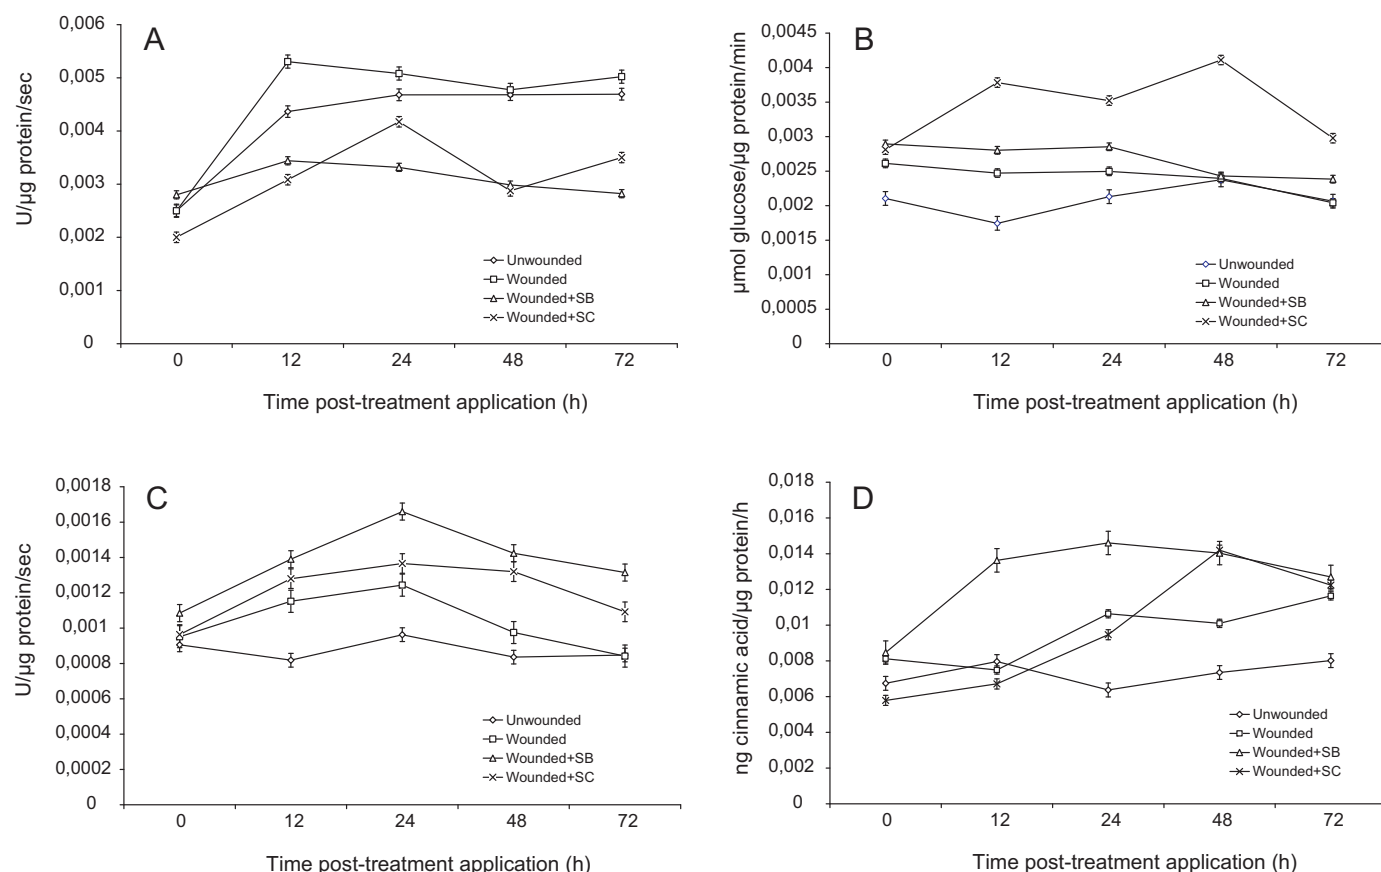 A
U/µg protein/sec
0,006
0,005
0,004
0,003
0,002
0,001
0
Unwounded
Wounded
Wounded+SB
Wounded+SC
0 12 24 48 72
Time post-treatment application (h)
B
µmol glucose/µg protein/min
0,0045
0,004
0,0035
0,003
0,0025
0,002
0,0015
0,001
0,0005
0
Unwounded
Wounded
Wounded+SB
Wounded+SC
0 12 24 48 72
Time post-treatment application (h)
C
U/µg protein/sec
0,0018
0,0016
0,0014
0,0012
0,001
0,0008
0,0006
0,0004
0,0002
0
Unwounded
Wounded
Wounded+SB
Wounded+SC
0 12 24 48 72
Time post-treatment application (h)
D
ng cinnamic acid/µg protein/h
0,018
0,016
0,014
0,012
0,01
0,008
0,006
0,004
0,002
0
Unwounded
Wounded
Wounded+SB
Wounded+SC
0 12 24 48 72
Time post-treatment application (h)